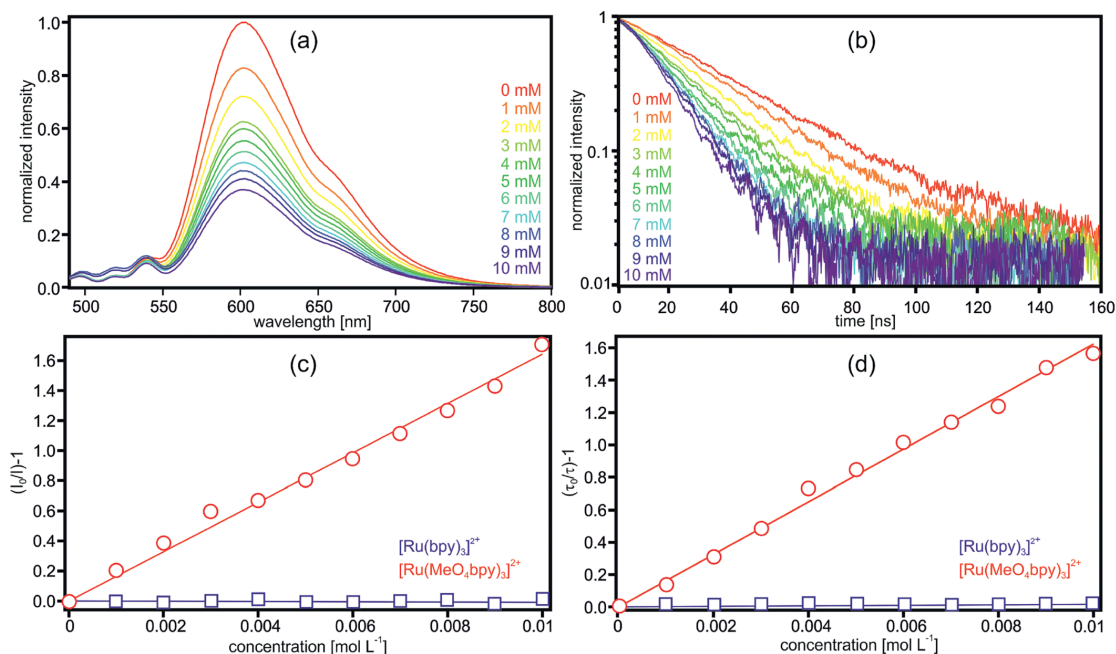 (a)
normalized intensity
1.0
0.8
0.6
0.4
0.2
0.0
0 mM
1 mM
2 mM
3 mM
4 mM
5 mM
6 mM
7 mM
8 mM
9 mM
10 mM
500 550 600 650 700 750 800
wavelength [nm]
(b)
normalized intensity
1
0.1
0.01
0 mM
1 mM
2 mM
3 mM
4 mM
5 mM
6 mM
7 mM
8 mM
9 mM
10 mM
0 20 40 60 80 100 120 140 160
time [ns]
(c)
(I₀/I)-1
1.6
1.4
1.2
1.0
0.8
0.6
0.4
0.2
0.0
[Ru(bpy)₃]²⁺
[Ru(MeO₄bpy)₃]²⁺
0 0.002 0.004 0.006 0.008 0.01
concentration [mol L⁻¹]
(d)
(τ₀/τ)-1
1.6
1.4
1.2
1.0
0.8
0.6
0.4
0.2
0.0
[Ru(bpy)₃]²⁺
[Ru(MeO₄bpy)₃]²⁺
0 0.002 0.004 0.006 0.008 0.01
concentration [mol L⁻¹]